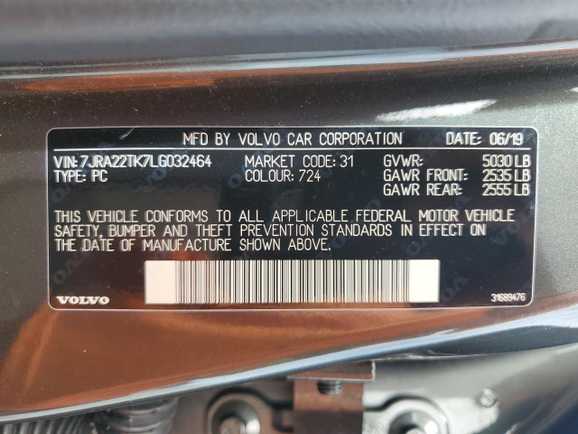 MFD BY VOLVO CAR CORPORATION DATE: 06/19
VIN: 7JRA22TK7LG032464 MARKET CODE: 31 GVWR: 5030 LB
TYPE: PC COLOUR: 724 GAWR FRONT: 2535 LB
GAWR REAR: 2555 LB
THIS VEHICLE CONFORMS TO ALL APPLICABLE FEDERAL MOTOR VEHICLE
SAFETY, BUMPER AND THEFT PREVENTION STANDARDS IN EFFECT ON
THE DATE OF MANUFACTURE SHOWN ABOVE.
VOLVO 31689476